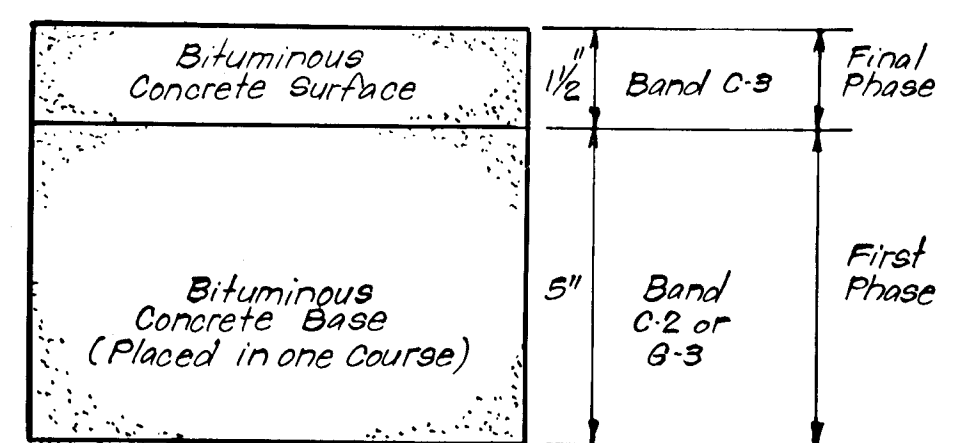 Bituminous
Concrete Surface
1½"
Band C-3
Final
Phase
Bituminous
Concrete Base
(Placed in one Course)
5"
Band
C-2 or
G-3
First
Phase